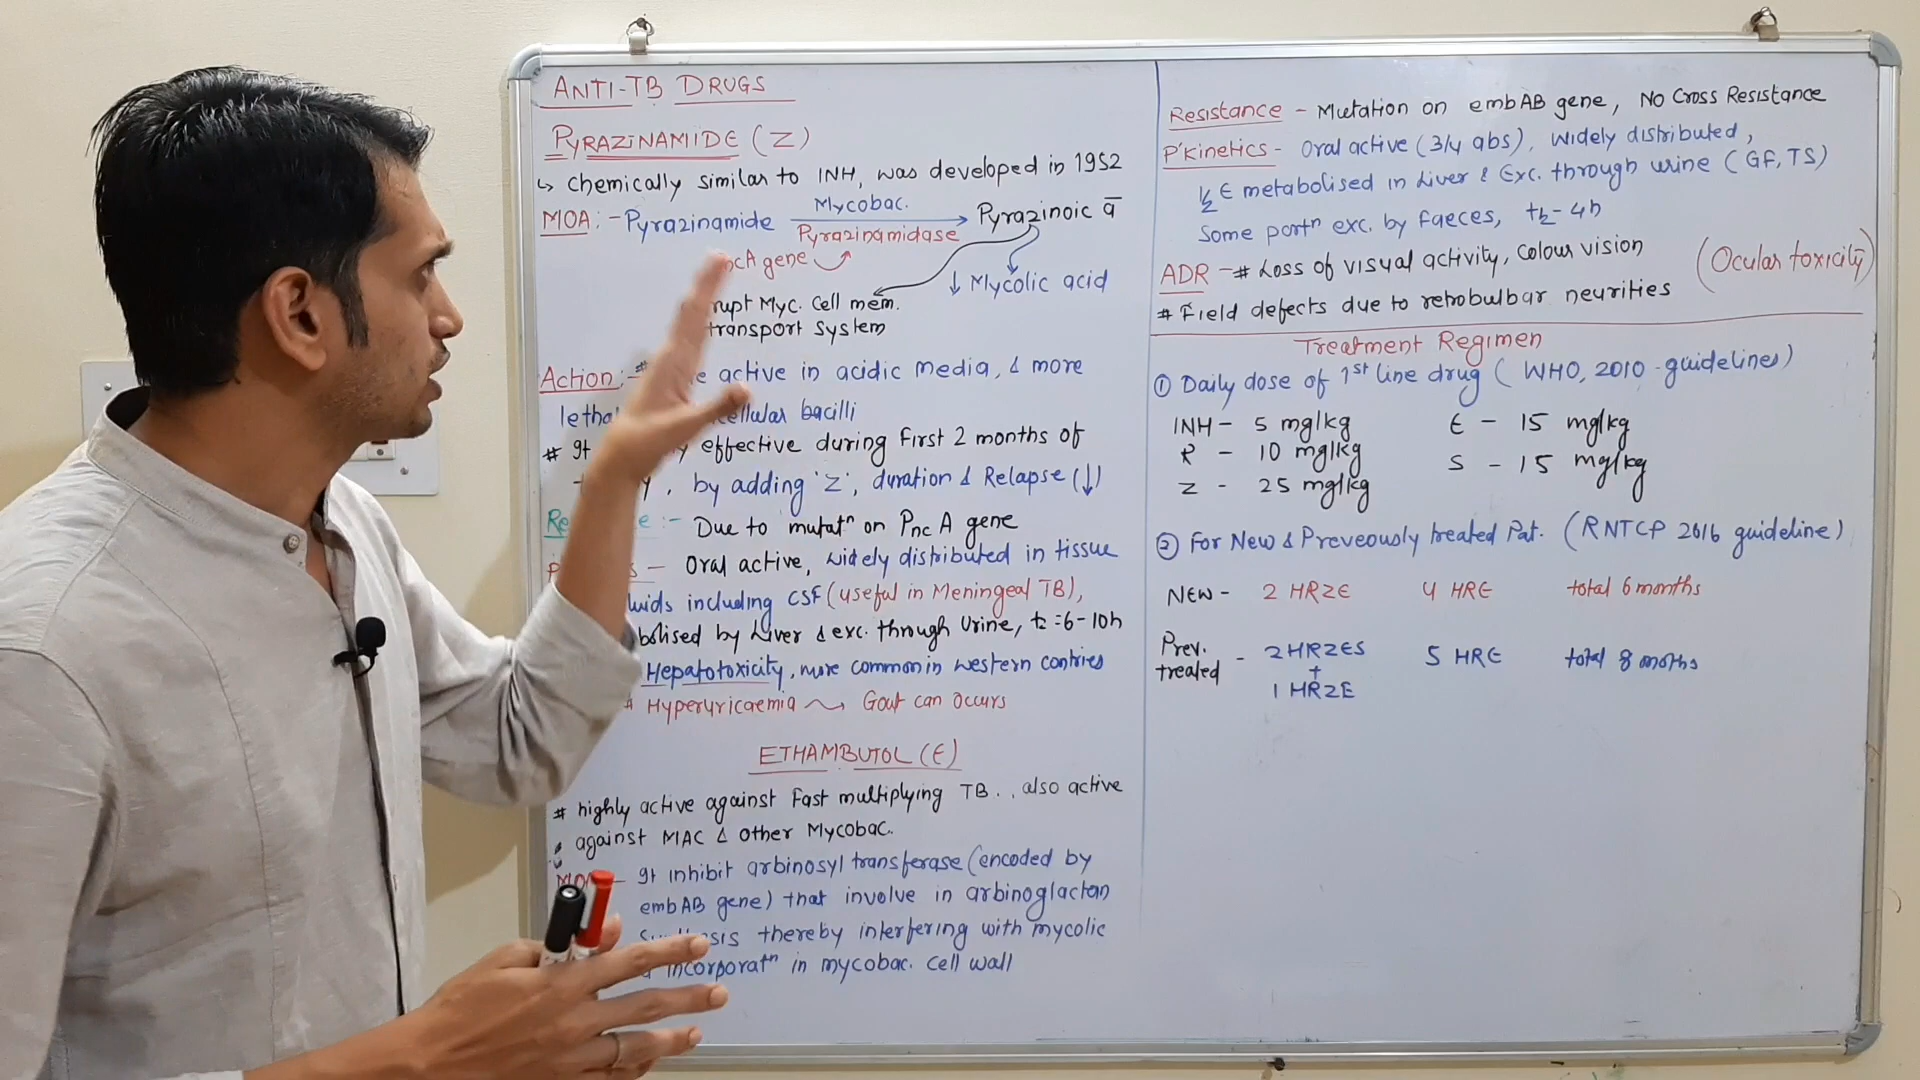 ANTI-TB DRUGS
PYRAZINAMIDE (Z)
↳ Chemically similar to INH, was developed in 1952
MOA :- Pyrazinamide Mycobac. → Pyrazinoic ā
Pyrazinamidase
ncA gene
↓ Mycolic acid
rupt Myc. Cell mem.
transport system
Action :- # e active in acidic media, & more
letha ellular bacilli
# It y effective during first 2 months of
y, by adding 'Z', duration & Relapse (↓)
Re e :- Due to mutatⁿ on PncA gene
P s - Oral active, widely distributed in tissue
uids including CSF (useful in Meningeal TB),
bolised by Liver & exc. through Urine, t½ = 6-10h
Hepatotoxicity, more common in western contries
# Hyperuricaemia ⟿ Gout can occurs
ETHAMBUTOL (E)
# highly active against Fast multiplying TB.. also active
against MAC & other Mycobac.
MO - It inhibit arbinosyl transferase (encoded by
embAB gene) that involve in arbinoglactan
sis thereby interfering with mycolic
incorporatⁿ in mycobac. cell wall
Resistance - Mutation on embAB gene, No Cross Resistance
P'kinetics - Oral active (3/4 abs), widely distributed,
½ E metabolised in Liver & Exc. through urine (GF, TS)
Some portⁿ exc. by faeces, t½ - 4h
ADR - # Loss of visual activity, colour vision
(Ocular toxicity)
# Field defects due to retrobulbar neurities
Treatment Regimen
① Daily dose of 1st line drug (WHO, 2010 guidelines)
INH - 5 mg/kg E - 15 mg/kg
R - 10 mg/kg S - 15 mg/kg
Z - 25 mg/kg
② For New & Preveously treated Pat. (RNTCP 2016 guideline)
NEW - 2 HRZE 4 HRE total 6 months
Prev. treated - 2 HRZES 5 HRE total 8 moths
+
1 HRZE